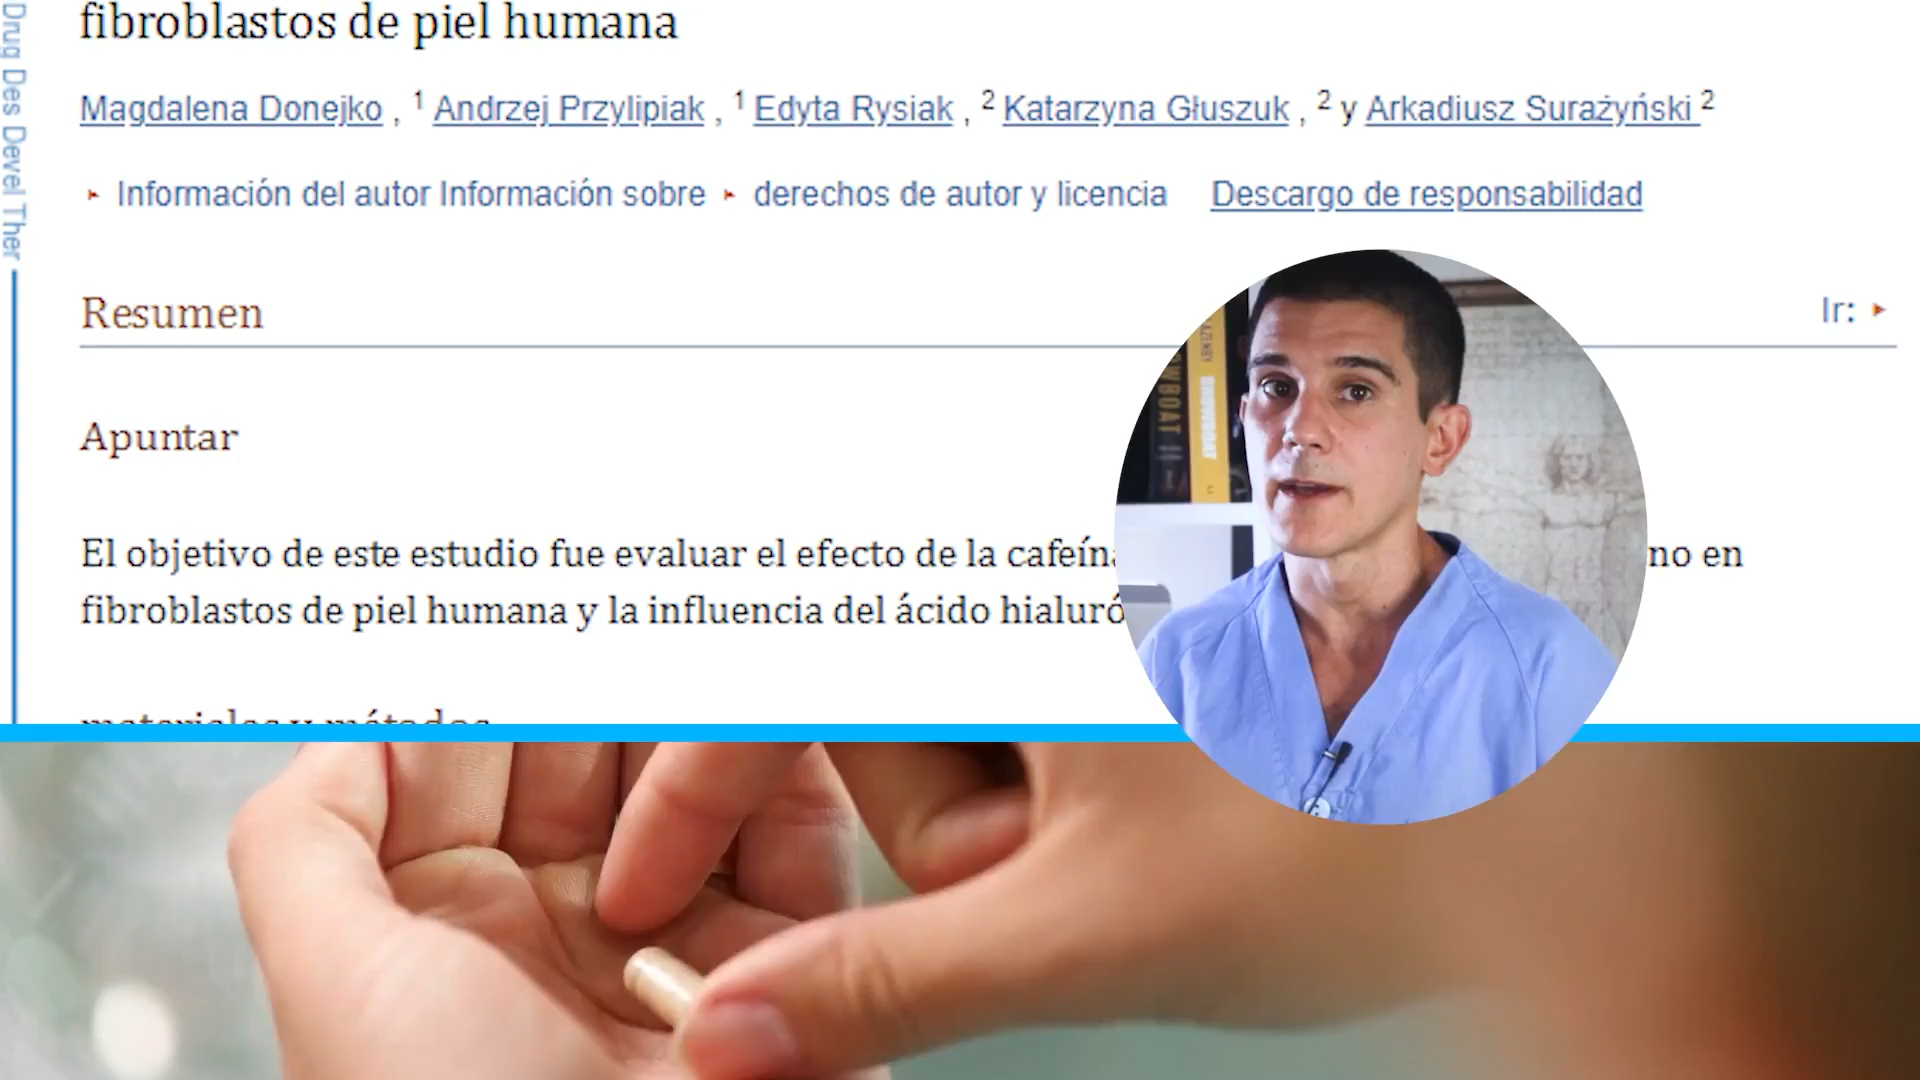 fibroblastos de piel humana
Magdalena Donejko , 1 Andrzej Przylipiak , 1 Edyta Rysiak , 2 Katarzyna Głuszuk , 2 y Arkadiusz Surażyński 2
Información del autor Información sobre derechos de autor y licencia Descargo de responsabilidad
Resumen
Ir:
Apuntar
El objetivo de este estudio fue evaluar el efecto de la no en
fibroblastos de piel humana y la influencia del ácido
materiales y métodos
Drug Des Devel Ther